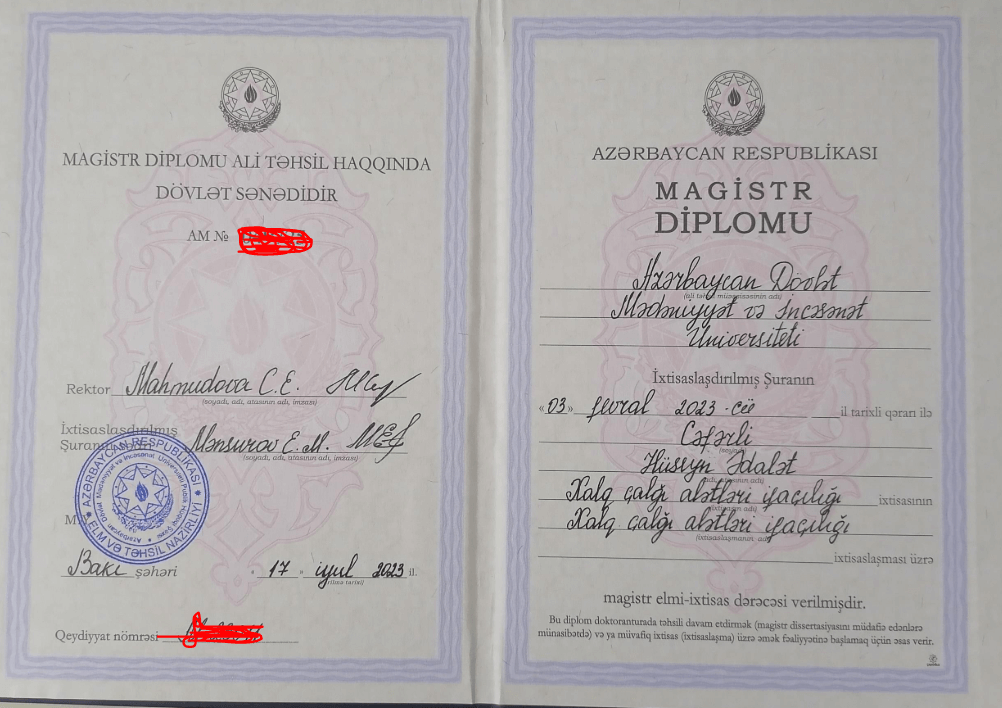 MAGİSTR DİPLOMU ALİ TƏHSİL HAQQINDA
DÖVLƏT SƏNƏDİDİR
AM №
Rektor Mahmudova C.E.
(soyadı, adı, atasının adı, imzası)
İxtisaslaşdırılmış
Şuranın Mənsurov E.M.
(soyadı, adı, atasının adı, imzası)
AZƏRBAYCAN RESPUBLİKASI
ELM VƏ TƏHSİL NAZİRLİYİ
Bakı şəhəri « 17 » iyul 2023 il.
Qeydiyyat nömrəsi
AZƏRBAYCAN RESPUBLİKASI
MAGİSTR
DİPLOMU
Azərbaycan Dövlət
(ali təhsil müəssisəsinin adı)
Mədəniyyət və İncəsənət
Universiteti
İxtisaslaşdırılmış Şuranın
«03» fevral 2023-cü il tarixli qərarı ilə
Cəfərli
(soyadı)
Hüseyn Ədalət
(adı, atasının adı)
Xalq çalğı alətləri ifaçılığı ixtisasının
(ixtisasın adı)
Xalq çalğı alətləri ifaçılığı
(ixtisaslaşmanın adı)
ixtisaslaşması üzrə
magistr elmi-ixtisas dərəcəsi verilmişdir.
Bu diplom doktoranturada təhsili davam etdirmək (magistr dissertasiyasını müdafiə edənlərə
münasibətdə) və ya müvafiq ixtisas (ixtisaslaşma) üzrə əmək fəaliyyətinə başlamaq üçün əsas verir.